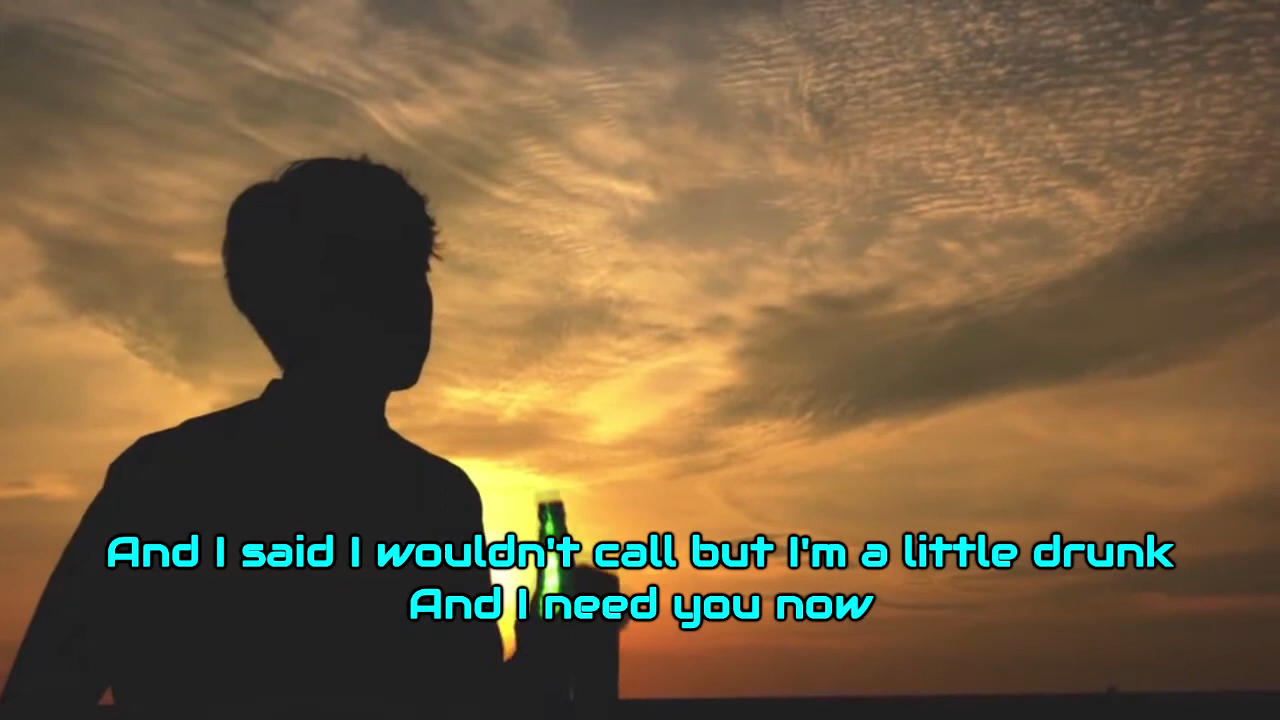 And I said I wouldn't call but I'm a little drunk
And I need you now